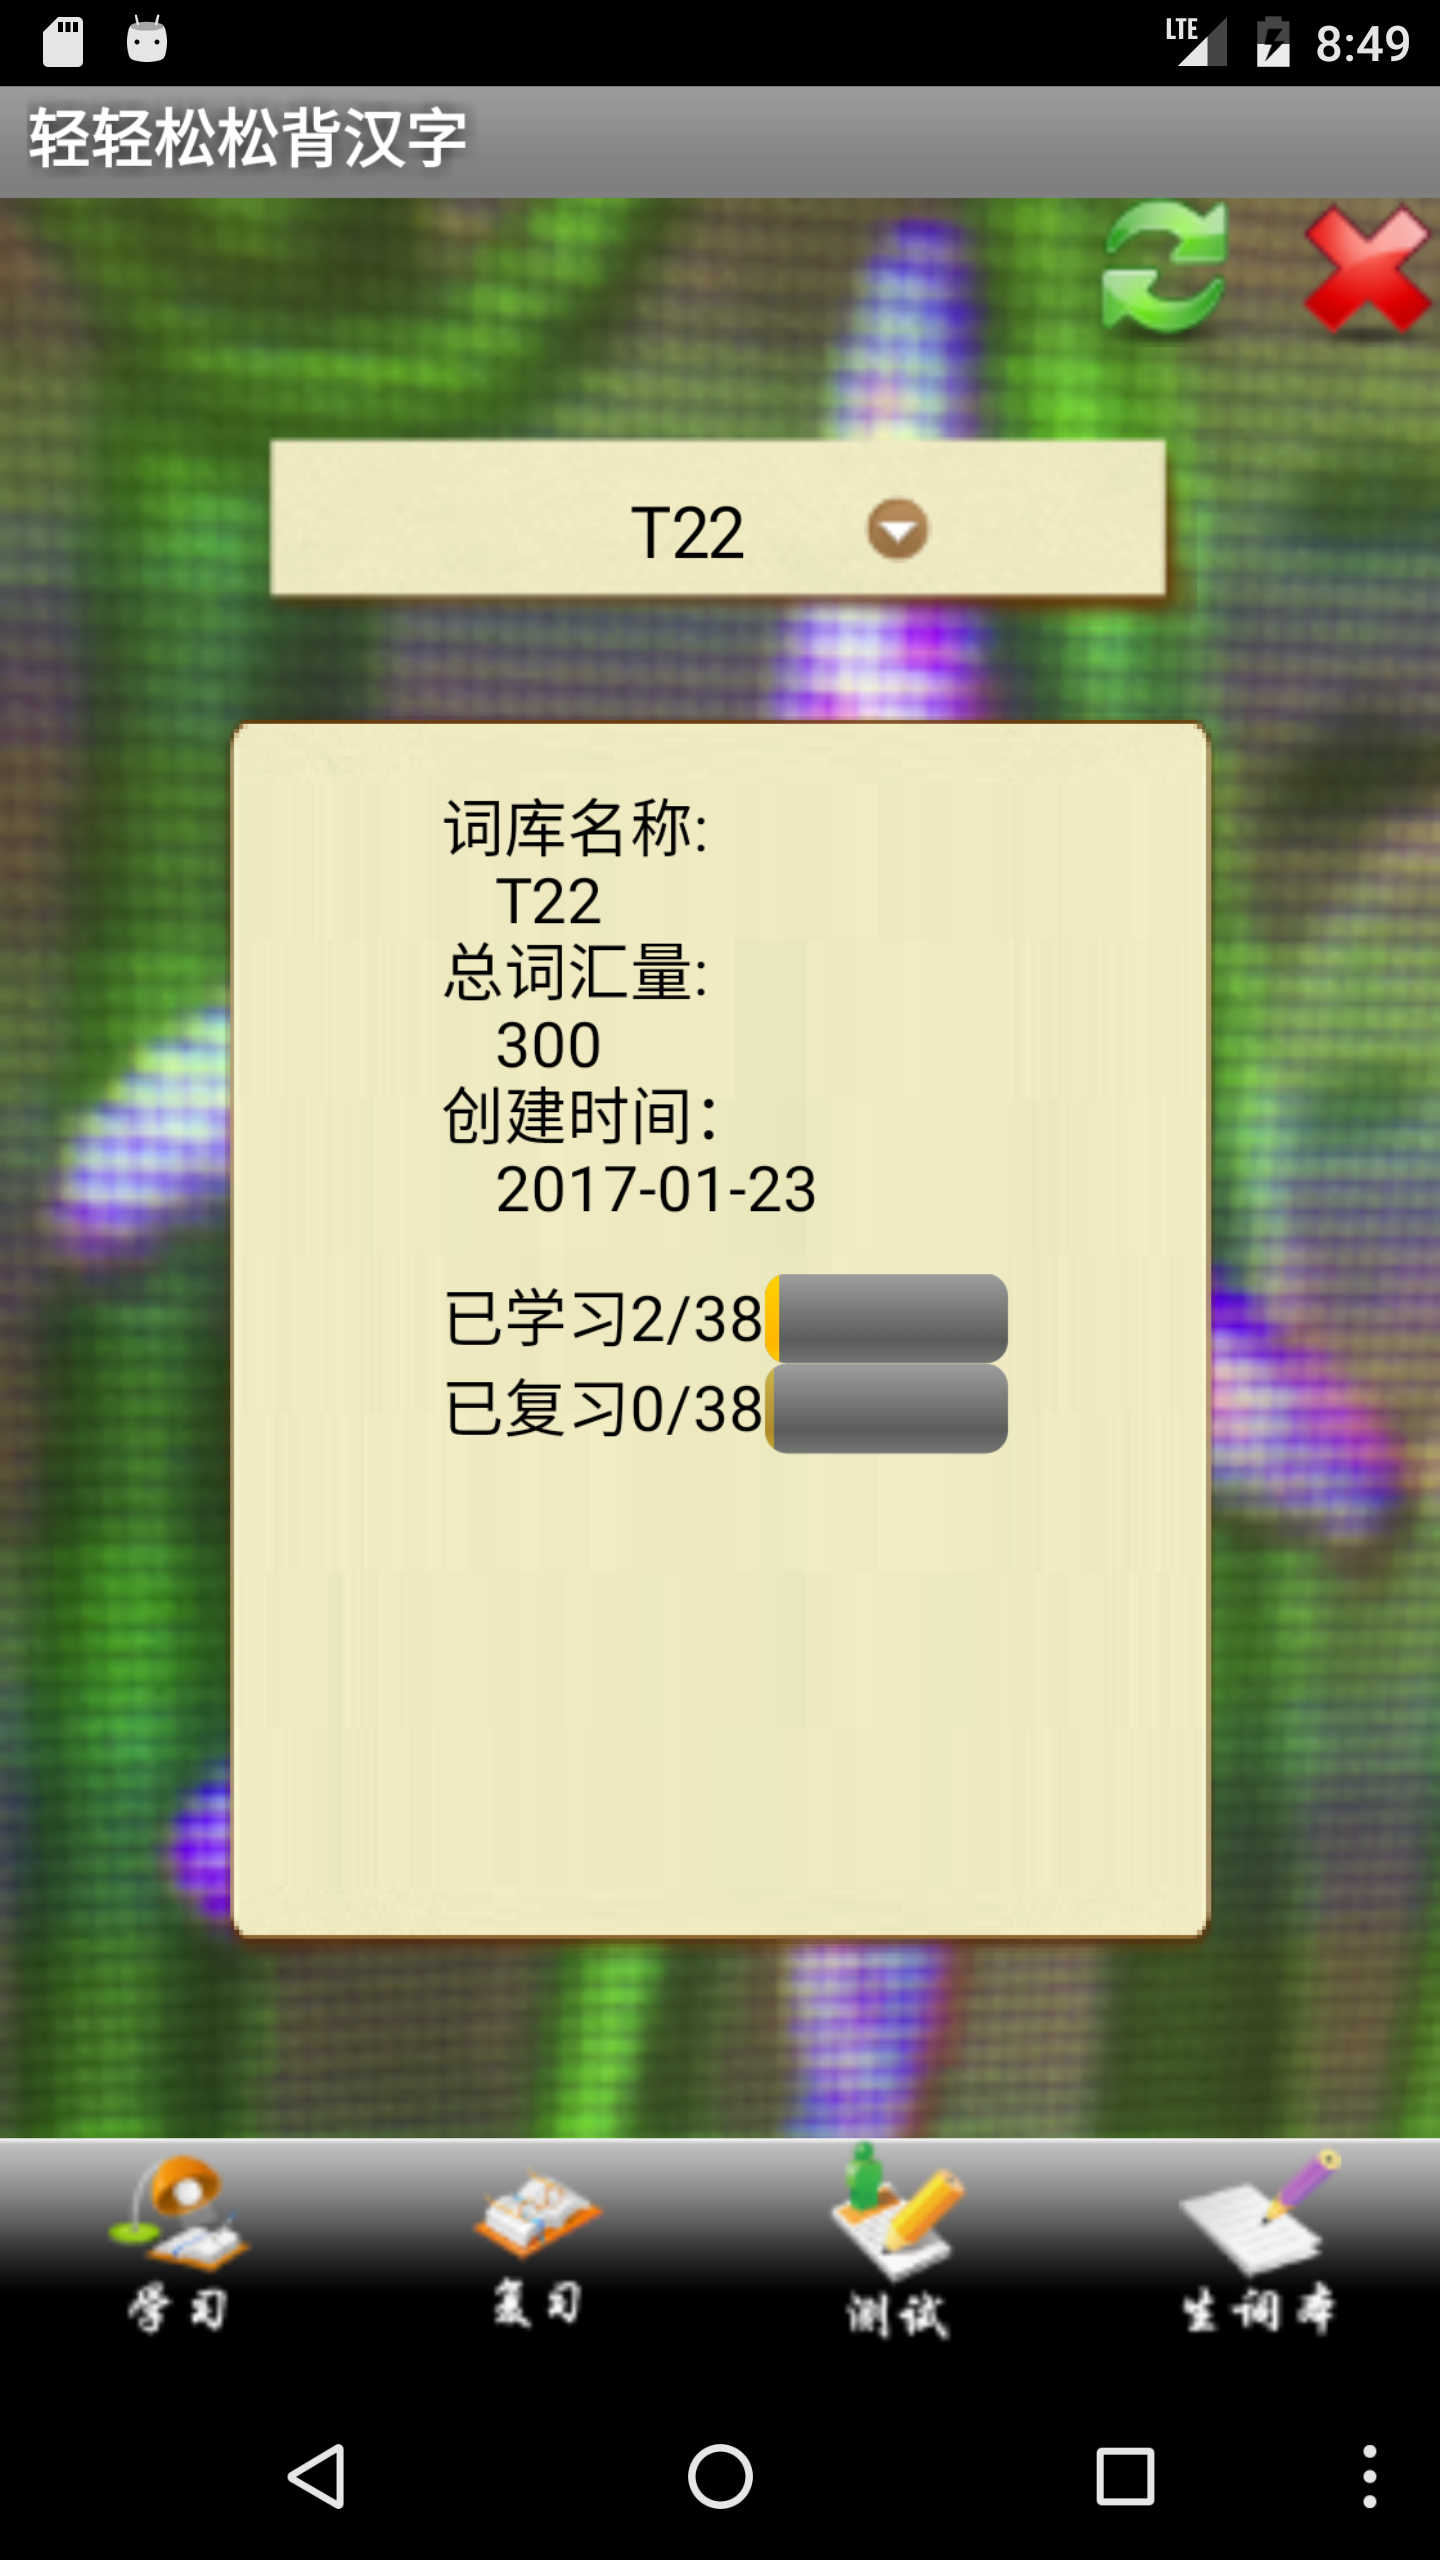 LTE 8:49
轻轻松松背汉字
T22
词库名称:
T22
总词汇量:
300
创建时间：
2017-01-23
已学习2/38
已复习0/38
学习 复习 测试 生词库